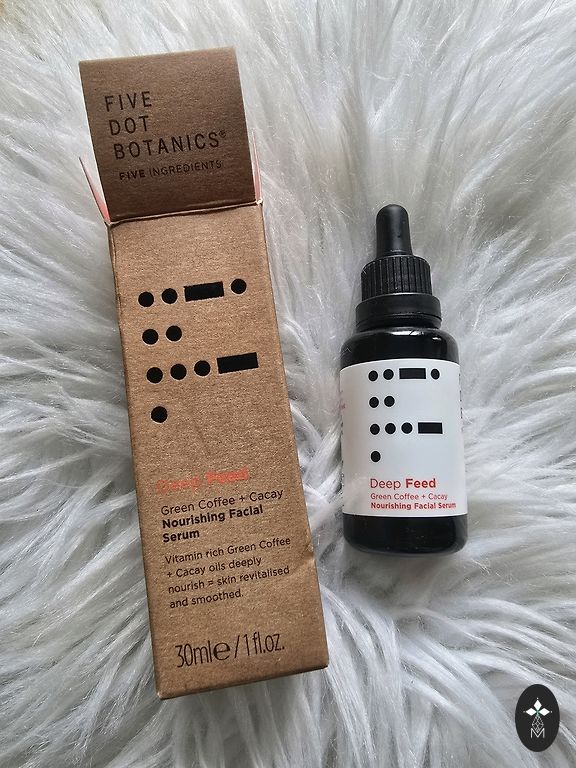 FIVE
DOT
BOTANICS®
FIVE INGREDIENTS
Deep Feed
Green Coffee + Cacay
Nourishing Facial
Serum
Vitamin rich Green Coffee
+ Cacay oils deeply
nourish = skin revitalised
and smoothed.
30ml℮/1 fl.oz.
Deep Feed
Green Coffee + Cacay
Nourishing Facial Serum
M